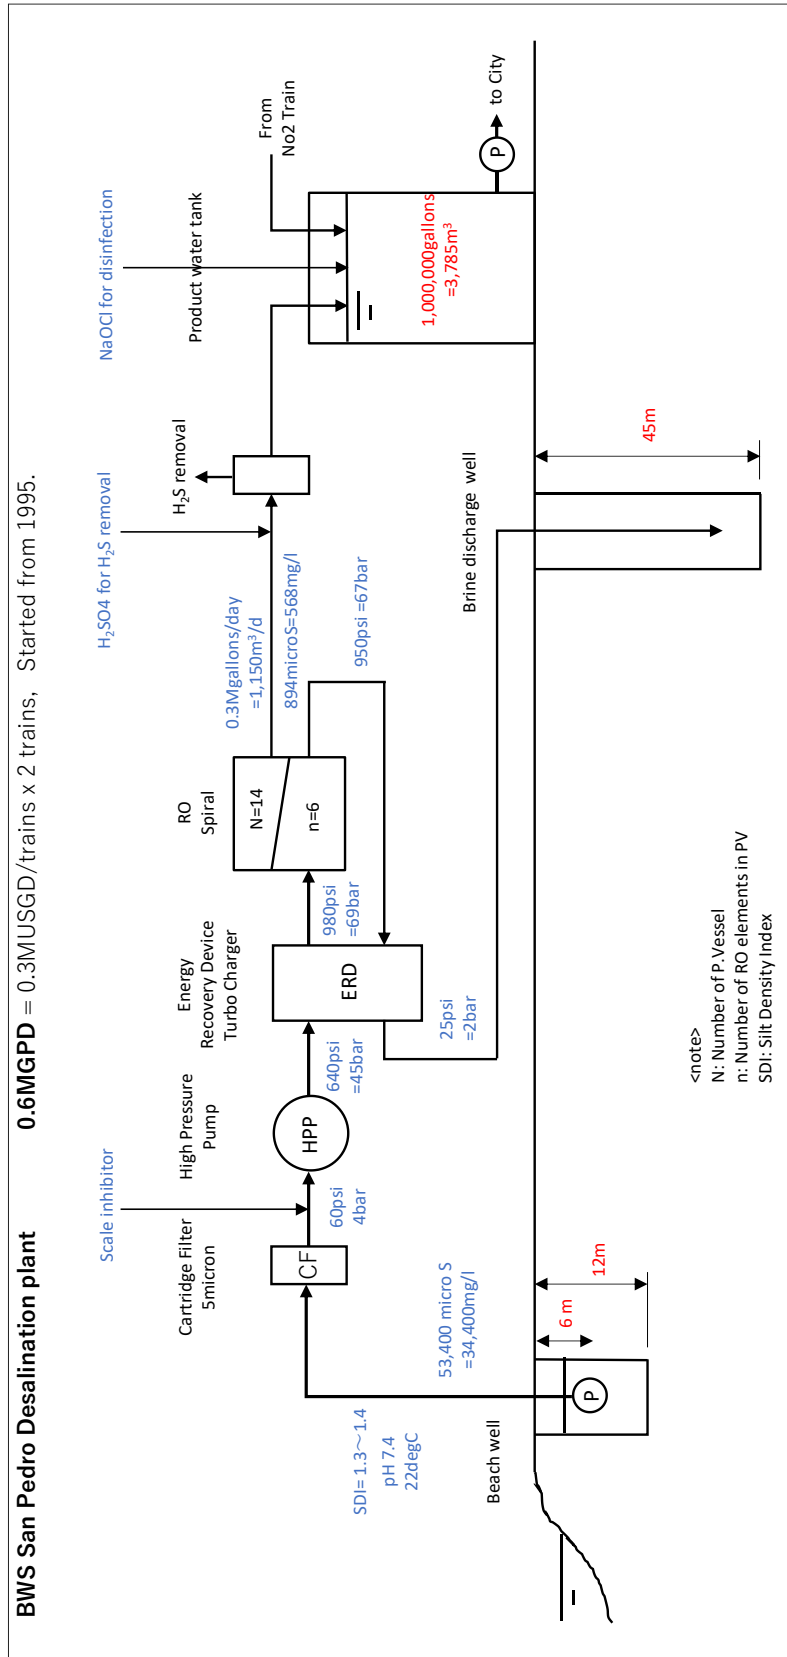 BWS San Pedro Desalination plant 0.6MGPD = 0.3MUSGD/trains x 2 trains, Started from 1995.
Scale inhibitor
H₂SO4 for H₂S removal
NaOCl for disinfection
Cartridge Filter
5micron
High Pressure
Pump
Energy
Recovery Device
Turbo Charger
RO
Spiral
H₂S removal
Product water tank
From
No2 Train
CF
HPP
ERD
N=14
n=6
60psi
4bar
640psi
=45bar
980psi
=69bar
0.3Mgallons/day
=1,150m³/d
894microS=568mg/l
950psi =67bar
25psi
=2bar
SDI= 1.3～1.4
pH 7.4
22degC
53,400 micro S
=34,400mg/l
1,000,000gallons
=3,785m³
P
to City
Beach well
P
6 m
12m
Brine discharge well
45m
<note>
N: Number of P.Vessel
n: Number of RO elements in PV
SDI: Silt Density Index